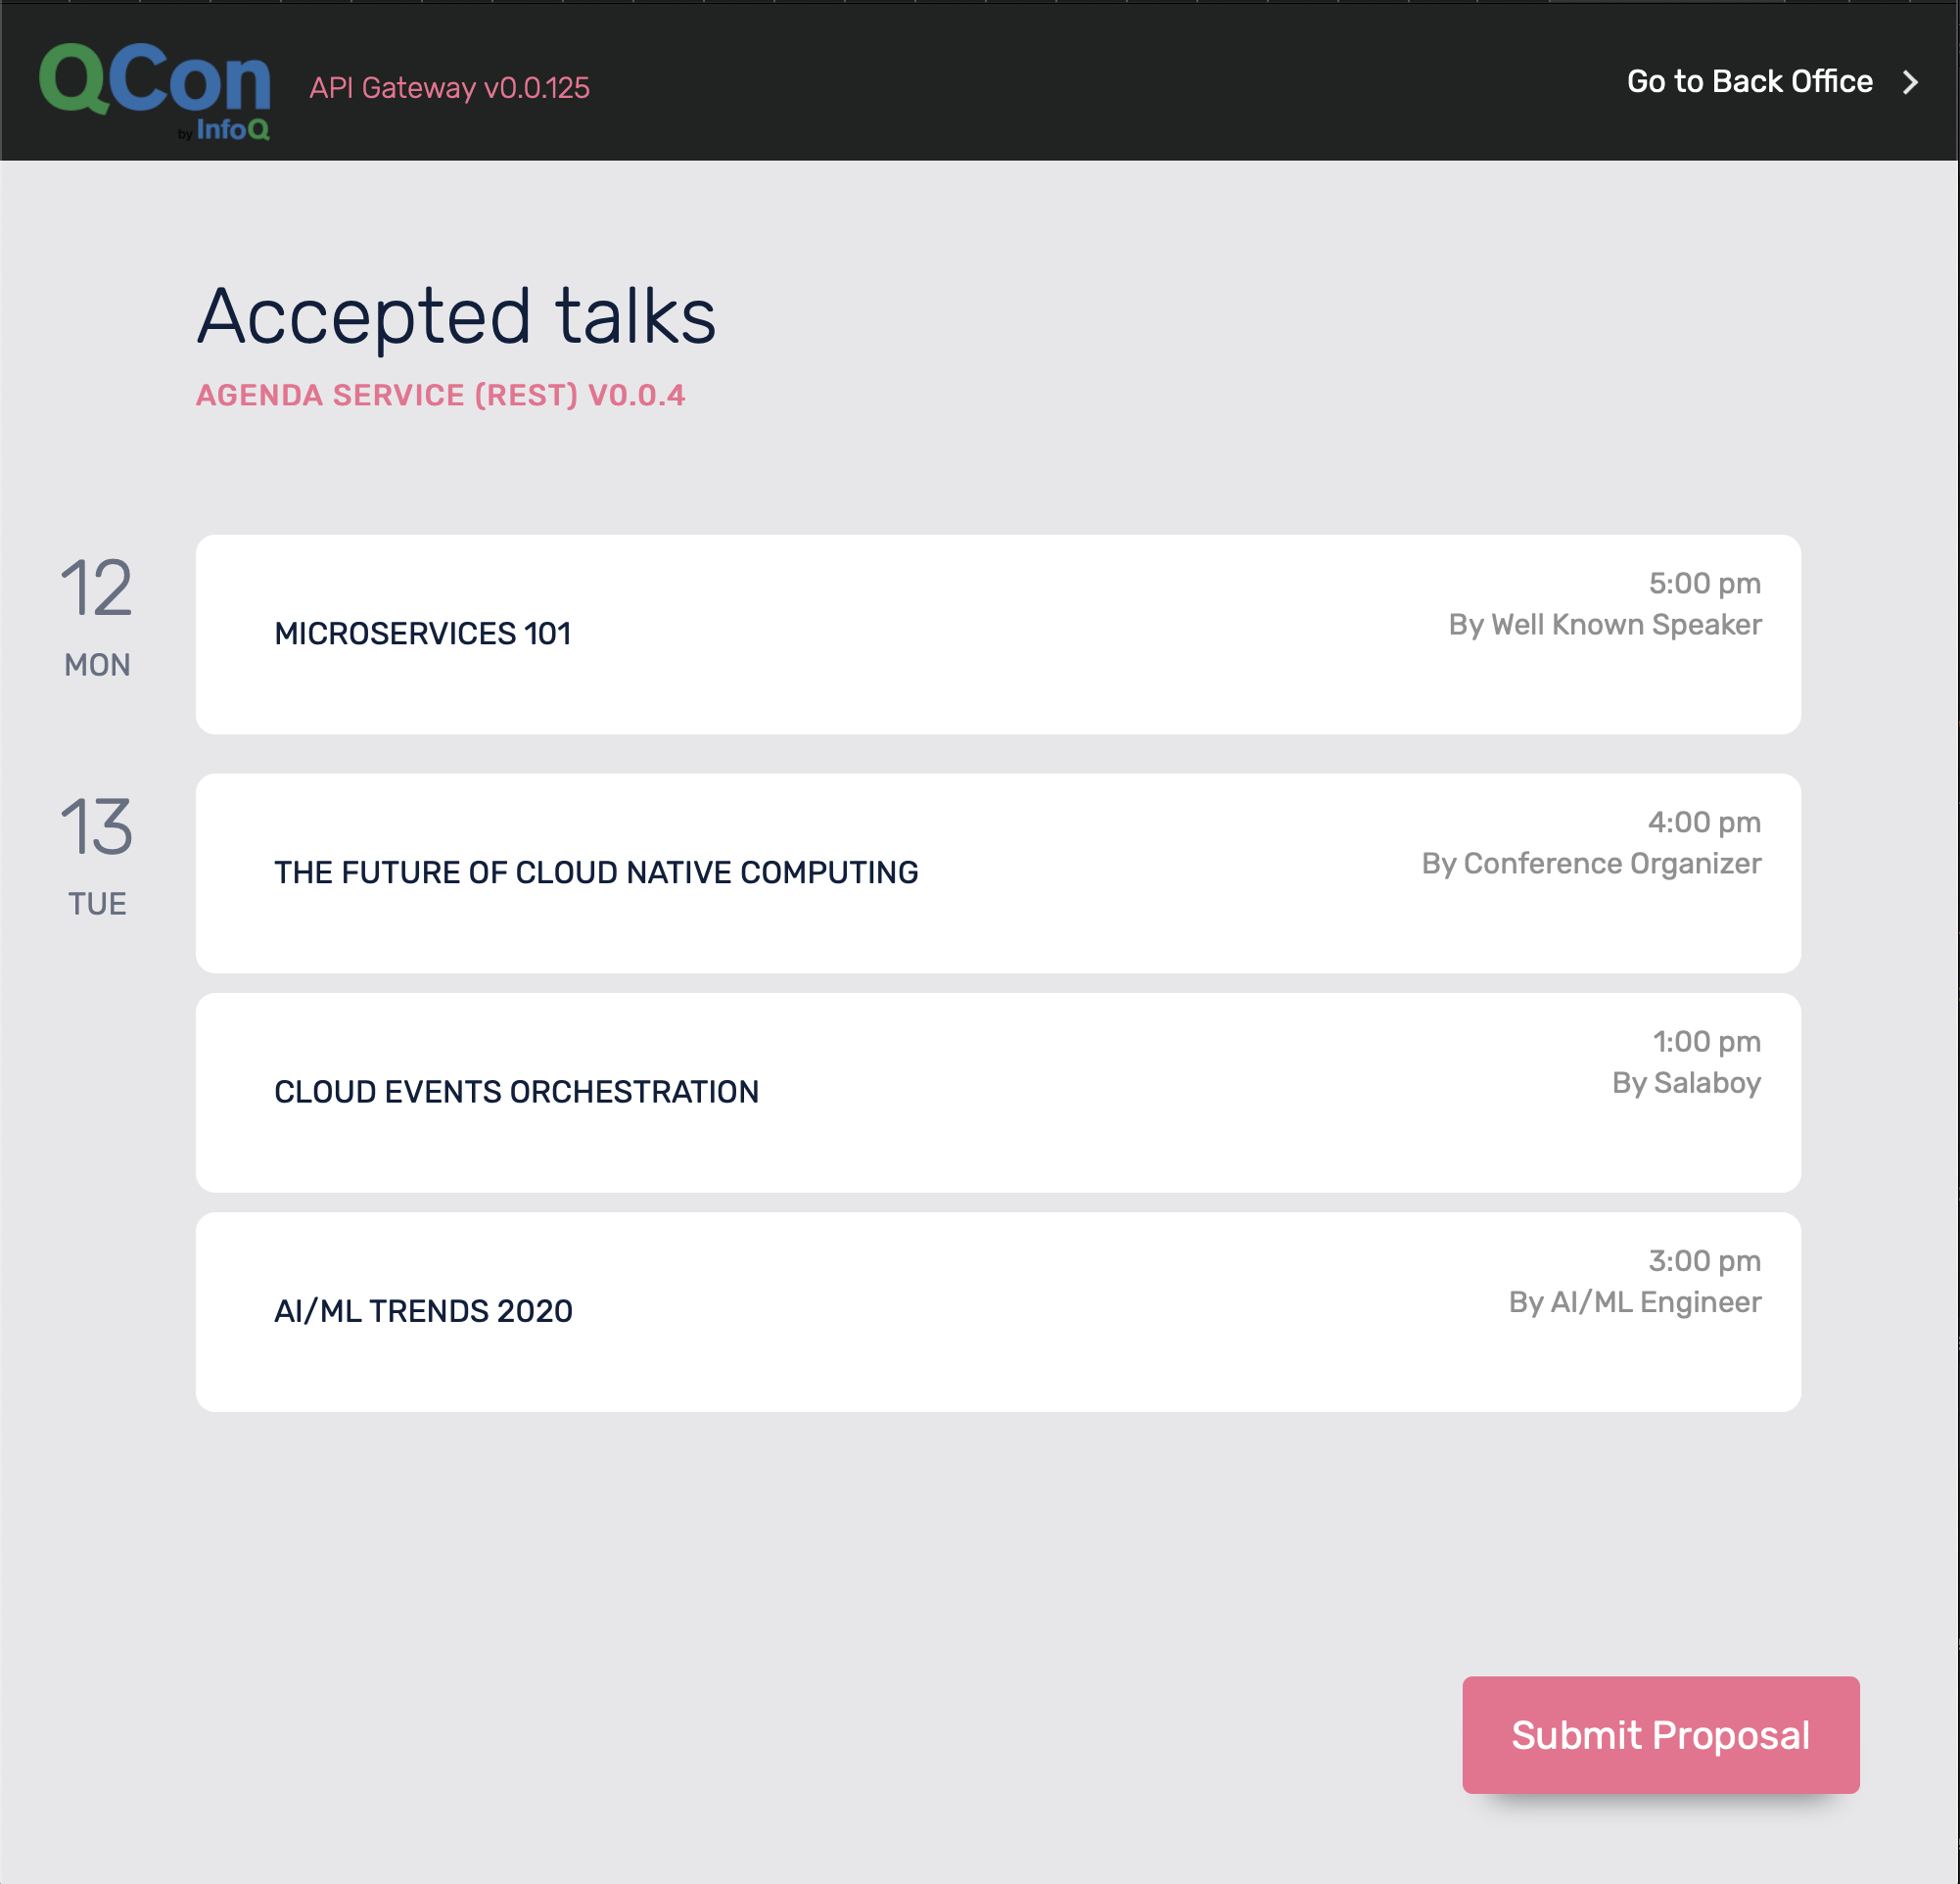 QCon
by InfoQ
API Gateway v0.0.125
Go to Back Office
Accepted talks
AGENDA SERVICE (REST) V0.0.4
12
MON
MICROSERVICES 101
5:00 pm
By Well Known Speaker
13
TUE
THE FUTURE OF CLOUD NATIVE COMPUTING
4:00 pm
By Conference Organizer
CLOUD EVENTS ORCHESTRATION
1:00 pm
By Salaboy
AI/ML TRENDS 2020
3:00 pm
By AI/ML Engineer
Submit Proposal